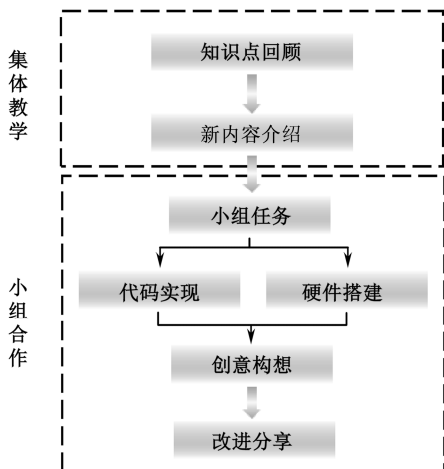 集体教学
知识点回顾
新内容介绍
小组合作
小组任务
代码实现
硬件搭建
创意构想
改进分享